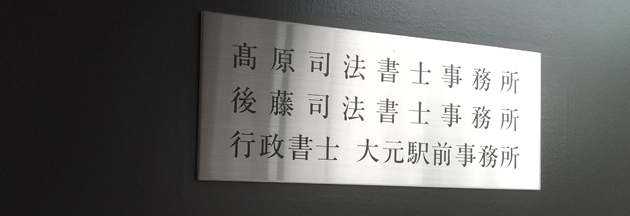 髙原司法書士事務所
後藤司法書士事務所
行政書士 大元駅前事務所